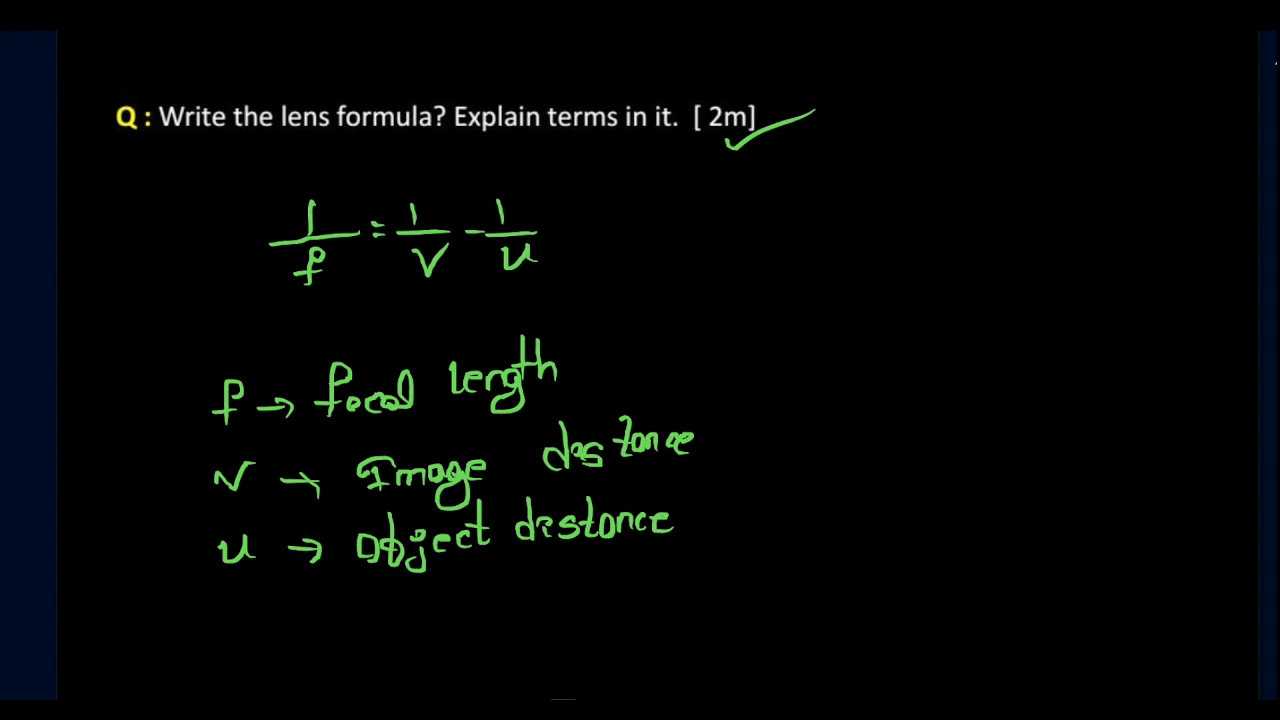 Q : Write the lens formula? Explain terms in it. [ 2m]
1/f = 1/v - 1/u
f → focal length
v → Image distance
u → object distance